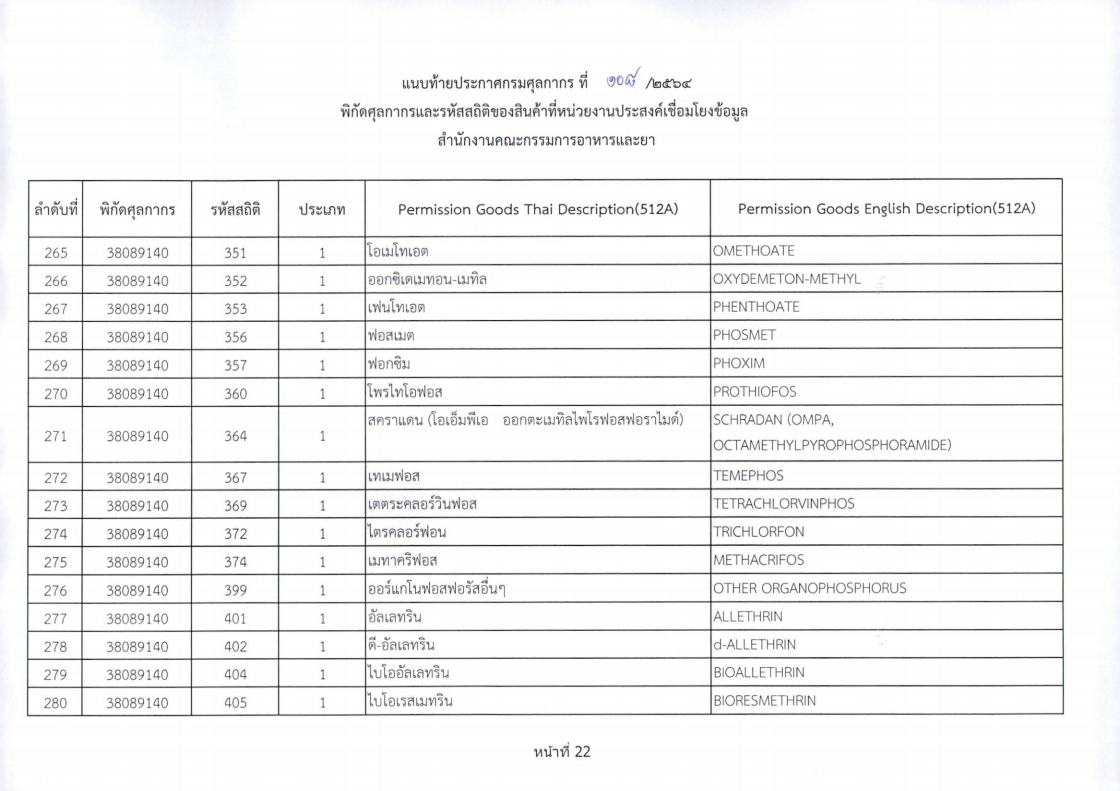 แนบท้ายประกาศกรมศุลกากร ที่ ๑๐๘ /๒๕๖๔
พิกัดศุลกากรและรหัสสถิติของสินค้าที่หน่วยงานประสงค์เชื่อมโยงข้อมูล
สำนักงานคณะกรรมการอาหารและยา
ลำดับที่ พิกัดศุลกากร รหัสสถิติ ประเภท Permission Goods Thai Description(512A) Permission Goods English Description(512A)
265 38089140 351 1 โอเมโทเอต OMETHOATE
266 38089140 352 1 ออกซิเดเมทอน-เมทิล OXYDEMETON-METHYL
267 38089140 353 1 เฟนโทเอต PHENTHOATE
268 38089140 356 1 ฟอสเมต PHOSMET
269 38089140 357 1 ฟอกซิม PHOXIM
270 38089140 360 1 โพรไทโอฟอส PROTHIOFOS
271 38089140 364 1 สคราแดน (โอเอ็มพีเอ ออกตะเมทิลไพโรฟอสฟอราไมด์) SCHRADAN (OMPA,
OCTAMETHYLPYROPHOSPHORAMIDE)
272 38089140 367 1 เทเมฟอส TEMEPHOS
273 38089140 369 1 เตตระคลอร์วินฟอส TETRACHLORVINPHOS
274 38089140 372 1 ไตรคลอร์ฟอน TRICHLORFON
275 38089140 374 1 เมทาคริฟอส METHACRIFOS
276 38089140 399 1 ออร์แกโนฟอสฟอรัสอื่นๆ OTHER ORGANOPHOSPHORUS
277 38089140 401 1 อัลเลทริน ALLETHRIN
278 38089140 402 1 ดี-อัลเลทริน d-ALLETHRIN
279 38089140 404 1 ไบโออัลเลทริน BIOALLETHRIN
280 38089140 405 1 ไบโอเรสเมทริน BIORESMETHRIN
หน้าที่ 22